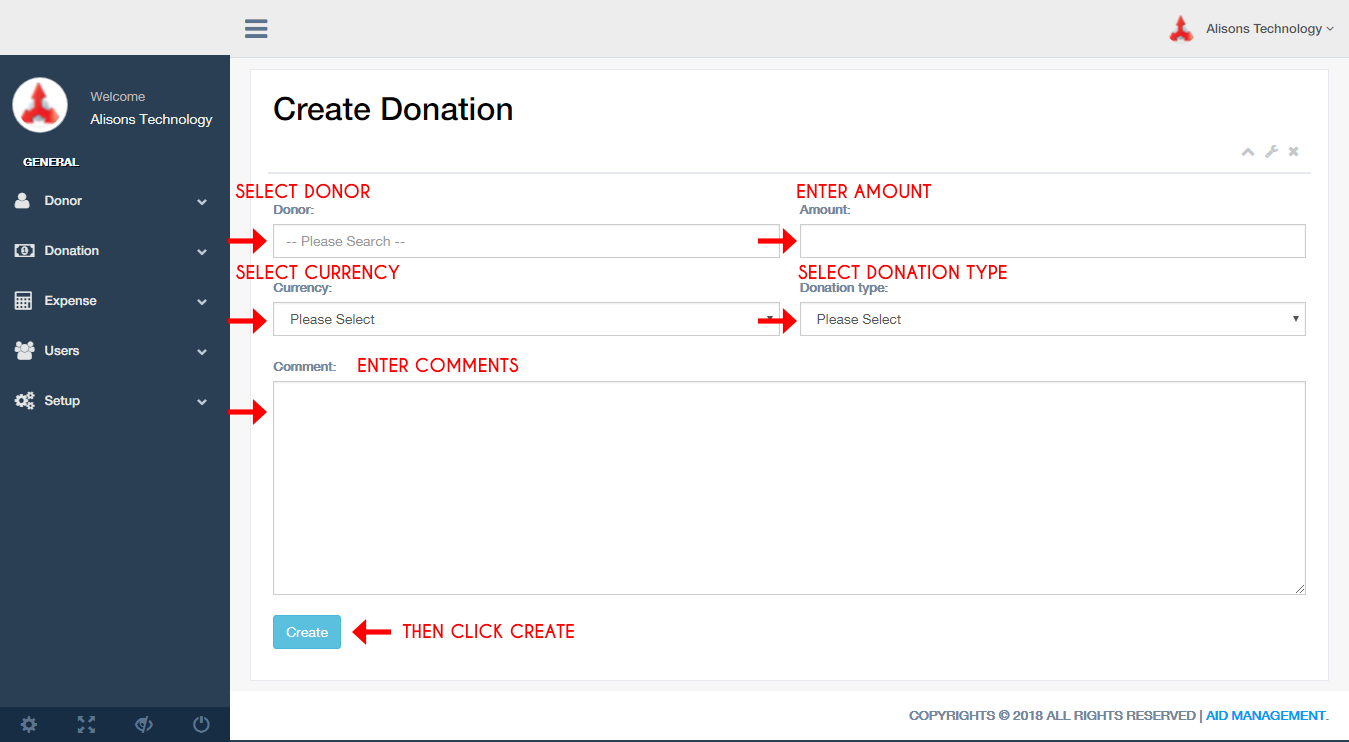 Alisons Technology
Welcome
Alisons Technology
GENERAL
Donor
Donation
Expense
Users
Setup
Create Donation
SELECT DONOR
Donor:
-- Please Search --
ENTER AMOUNT
Amount:
SELECT CURRENCY
Currency:
Please Select
SELECT DONATION TYPE
Donation type:
Please Select
Comment:
ENTER COMMENTS
Create
THEN CLICK CREATE
COPYRIGHTS © 2018 ALL RIGHTS RESERVED | AID MANAGEMENT.